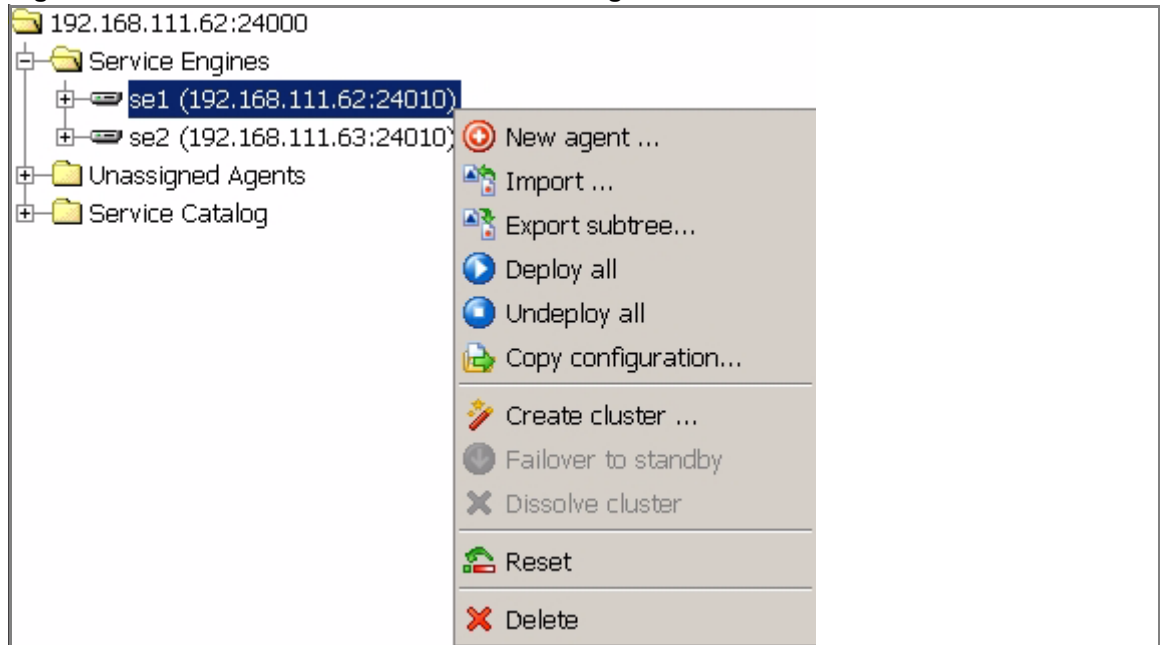 192.168.111.62:24000
Service Engines
se1 (192.168.111.62:24010)
se2 (192.168.111.63:24010)
Unassigned Agents
Service Catalog
New agent ...
Import ...
Export subtree...
Deploy all
Undeploy all
Copy configuration...
Create cluster ...
Failover to standby
Dissolve cluster
Reset
Delete